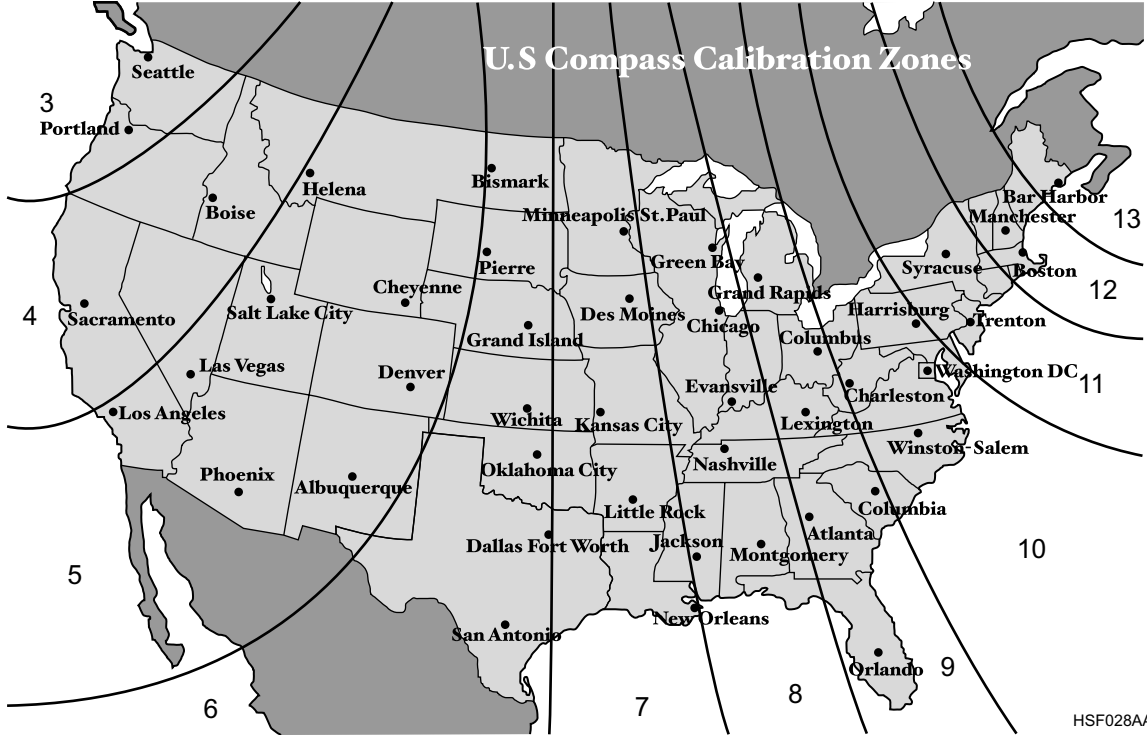 U.S Compass Calibration Zones
Seattle
3
Portland
Helena
Bismark
Boise
Minneapolis St.Paul
Bar Harbor
Manchester
13
Green Bay
Pierre
Syracuse
Boston
Cheyenne
Grand Rapids
12
4
Sacramento
Salt Lake City
Des Moines
Harrisburg
Chicago
Trenton
Grand Island
Columbus
Las Vegas
Denver
Washington DC
11
Evansville
Charleston
Los Angeles
Wichita
Kansas City
Lexington
Winston-Salem
Nashville
Oklahoma City
Phoenix
Albuquerque
Little Rock
Columbia
Atlanta
Dallas Fort Worth
Jackson
Montgomery
10
5
New Orleans
San Antonio
Orlando
9
8
7
6
HSF028AA